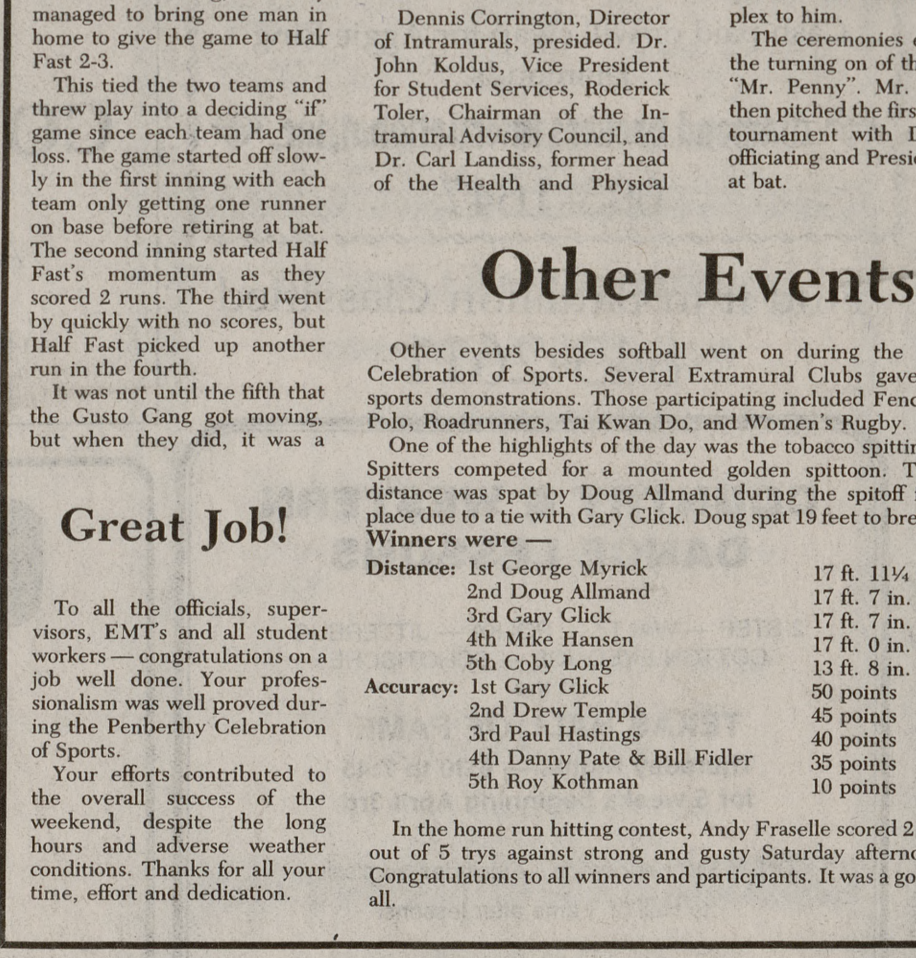 managed to bring one man in
home to give the game to Half
Fast 2-3.
This tied the two teams and
threw play into a deciding “if”
game since each team had one
loss. The game started off slow-
ly in the first inning with each
team only getting one runner
on base before retiring at bat.
The second inning started Half
Fast's momentum as they
scored 2 runs. The third went
by quickly with no scores, but
Half Fast picked up another
run in the fourth.
It was not until the fifth that
the Gusto Gang got moving,
but when they did, it was a
Great Job!
To all the officials, super-
visors, EMT's and all student
workers — congratulations on a
job well done. Your profes-
sionalism was well proved dur-
ing the Penberthy Celebration
of Sports.
Your efforts contributed to
the overall success of the
weekend, despite the long
hours and adverse weather
conditions. Thanks for all your
time, effort and dedication.
Dennis Corrington, Director
of Intramurals, presided. Dr.
John Koldus, Vice President
for Student Services, Roderick
Toler, Chairman of the In-
tramural Advisory Council, and
Dr. Carl Landiss, former head
of the Health and Physical
plex to him.
The ceremonies
the turning on of th
“Mr. Penny”. Mr.
then pitched the firs
tournament with
officiating and Presi
at bat.
Other Events
Other events besides softball went on during the
Celebration of Sports. Several Extramural Clubs gave
sports demonstrations. Those participating included Fenc
Polo, Roadrunners, Tai Kwan Do, and Women's Rugby.
One of the highlights of the day was the tobacco spittin
Spitters competed for a mounted golden spittoon. T
distance was spat by Doug Allmand during the spitoff
place due to a tie with Gary Glick. Doug spat 19 feet to bre
Winners were —
Distance: 1st George Myrick 17 ft. 11¼
2nd Doug Allmand 17 ft. 7 in.
3rd Gary Glick 17 ft. 7 in.
4th Mike Hansen 17 ft. 0 in.
5th Coby Long 13 ft. 8 in.
Accuracy: 1st Gary Glick 50 points
2nd Drew Temple 45 points
3rd Paul Hastings 40 points
4th Danny Pate & Bill Fidler 35 points
5th Roy Kothman 10 points
In the home run hitting contest, Andy Fraselle scored 2
out of 5 trys against strong and gusty Saturday afterno
Congratulations to all winners and participants. It was a go
all.